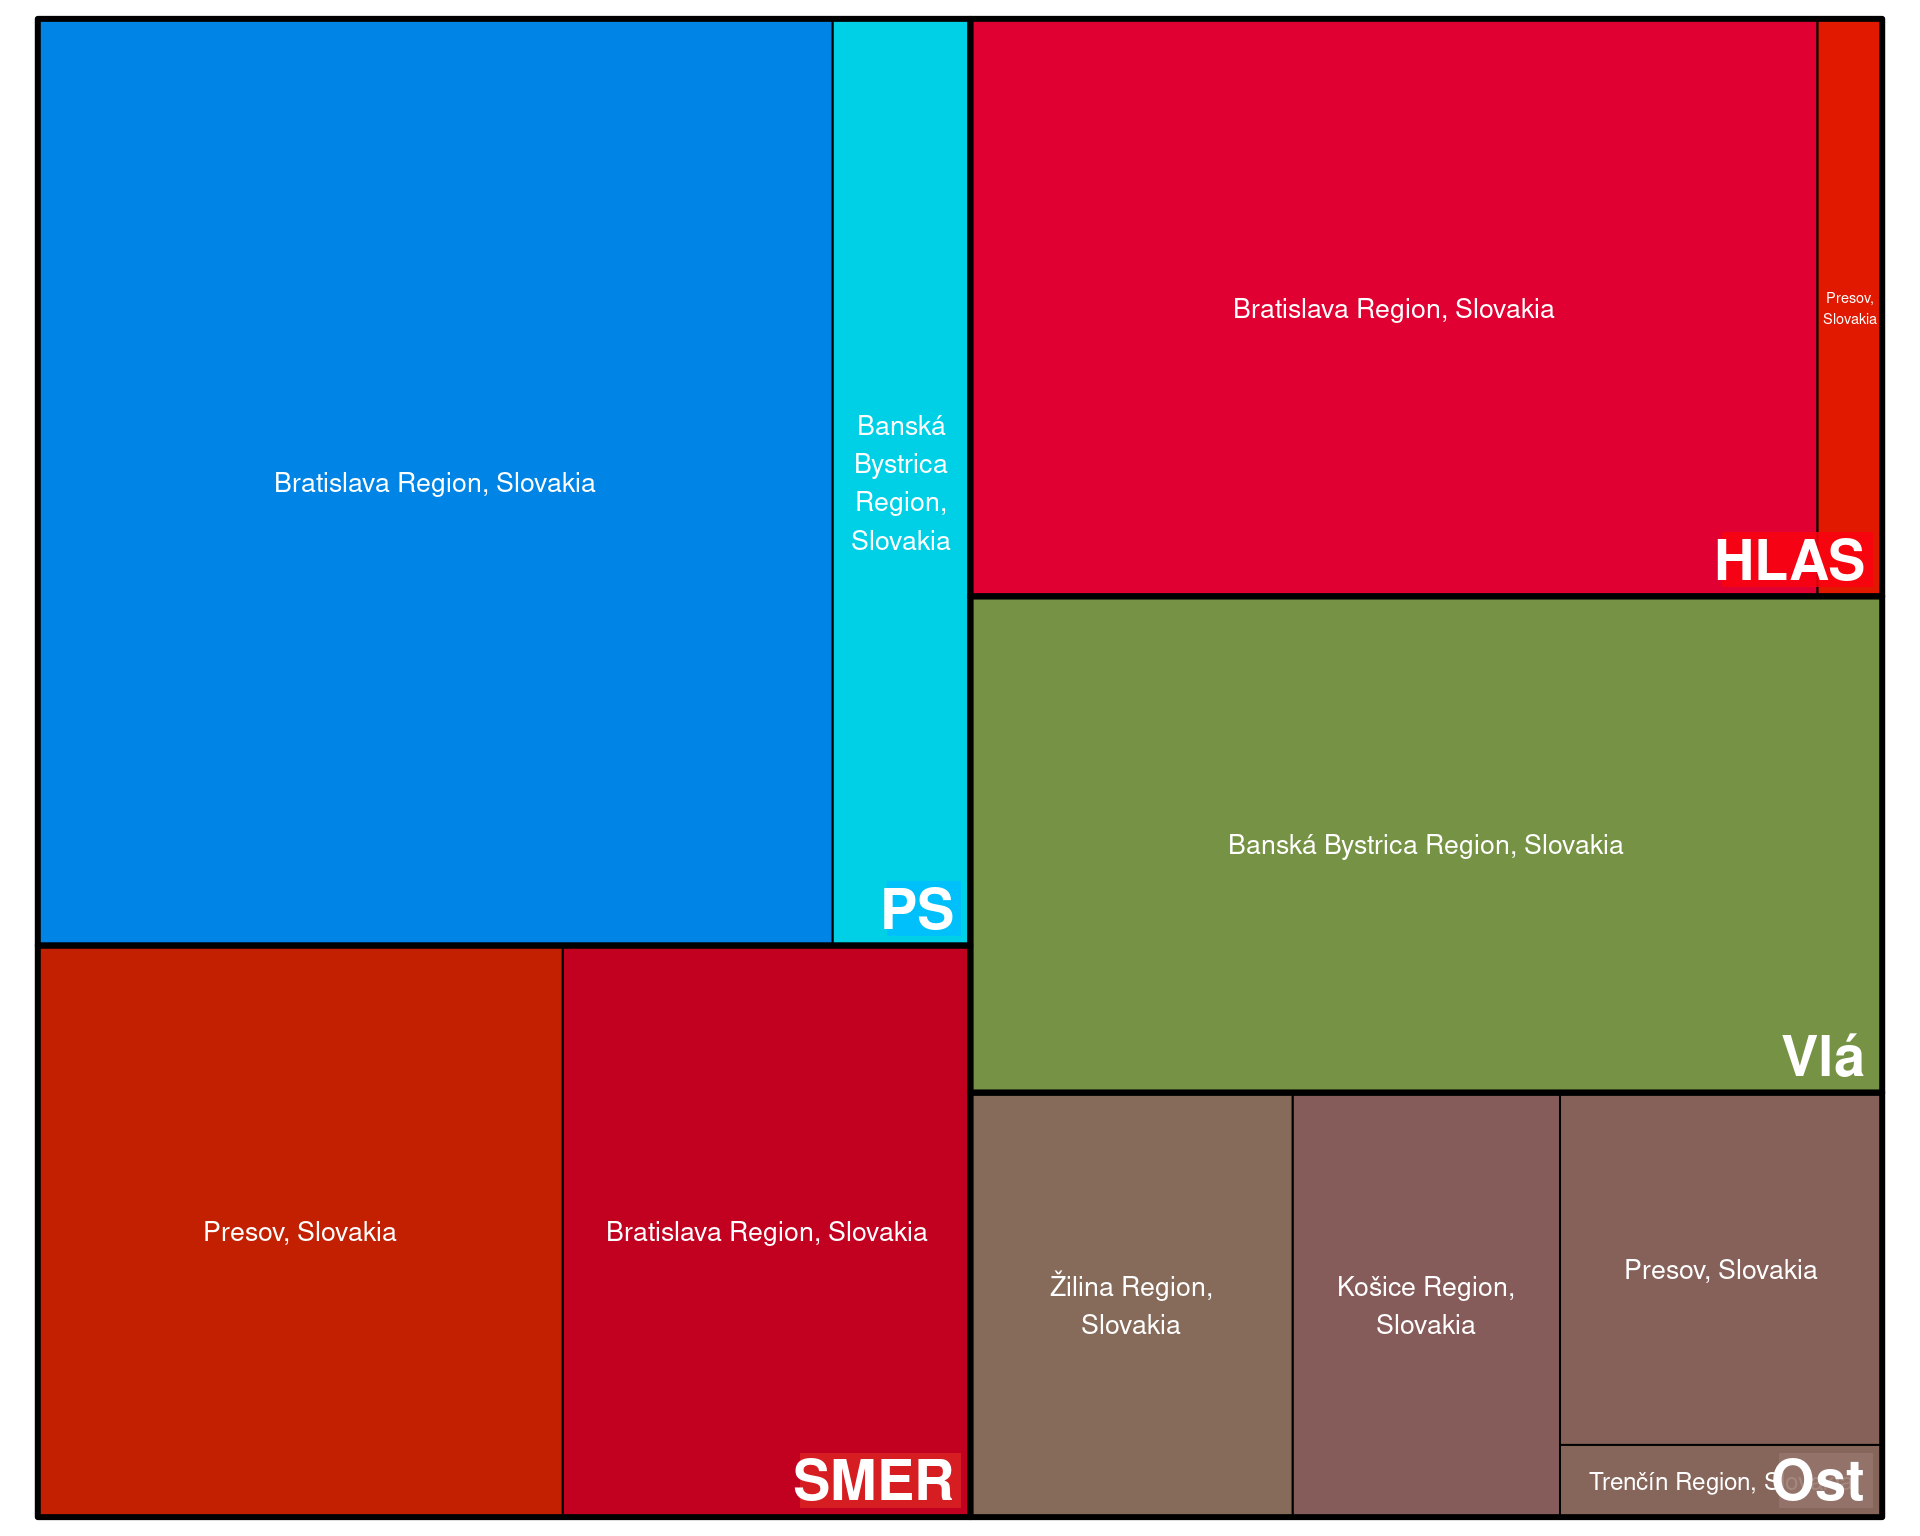 Bratislava Region, Slovakia
Banská
Bystrica
Region,
Slovakia
PS
Bratislava Region, Slovakia
Presov,
Slovakia
HLAS
Banská Bystrica Region, Slovakia
Vlá
Presov, Slovakia
Bratislava Region, Slovakia
SMER
Žilina Region,
Slovakia
Košice Region,
Slovakia
Presov, Slovakia
Trenčín Region,
Ost